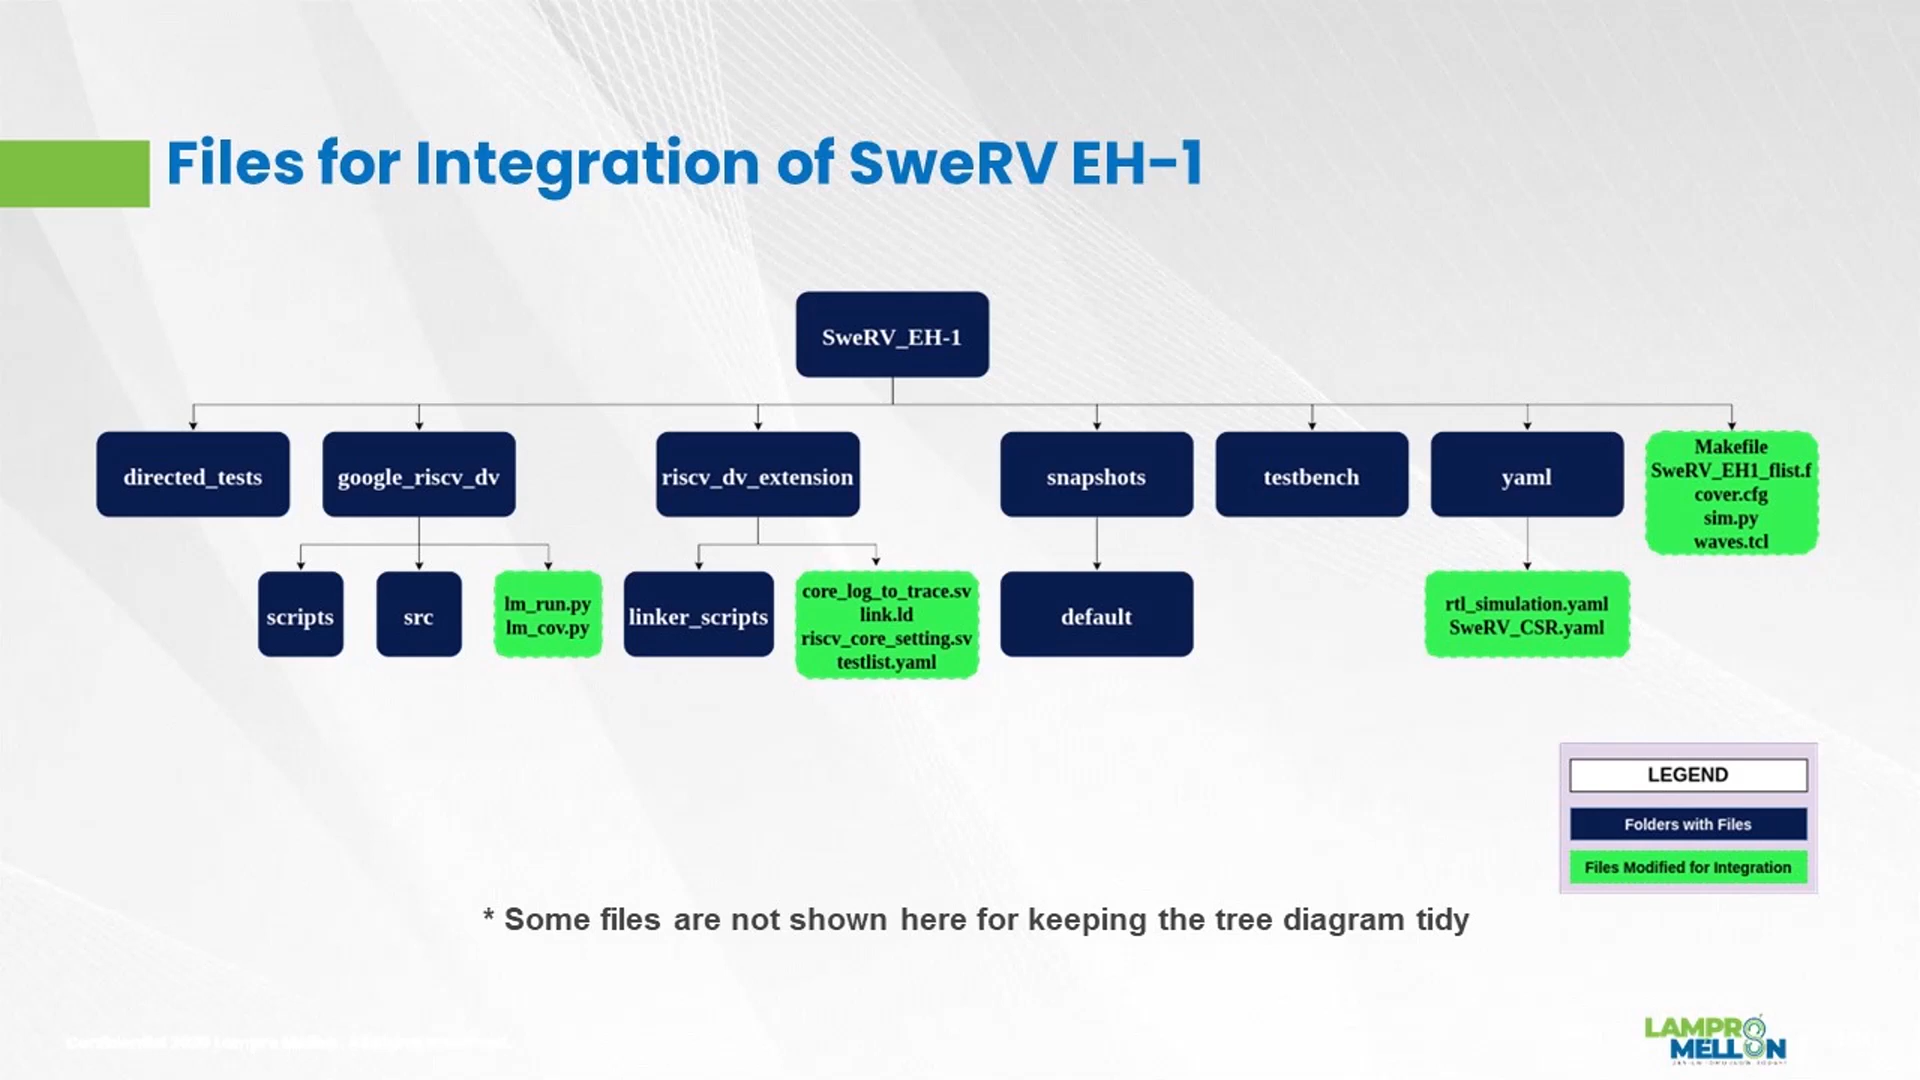 Files for Integration of SweRV EH-1
SweRV_EH-1
directed_tests
google_riscv_dv
riscv_dv_extension
snapshots
testbench
yaml
Makefile
SweRV_EH1_flist.f
cover.cfg
sim.py
waves.tcl
scripts
src
lm_run.py
lm_cov.py
linker_scripts
core_log_to_trace.sv
link.ld
riscv_core_setting.sv
testlist.yaml
default
rtl_simulation.yaml
SweRV_CSR.yaml
LEGEND
Folders with Files
Files Modified for Integration
* Some files are not shown here for keeping the tree diagram tidy
LAMPRO
MELLON